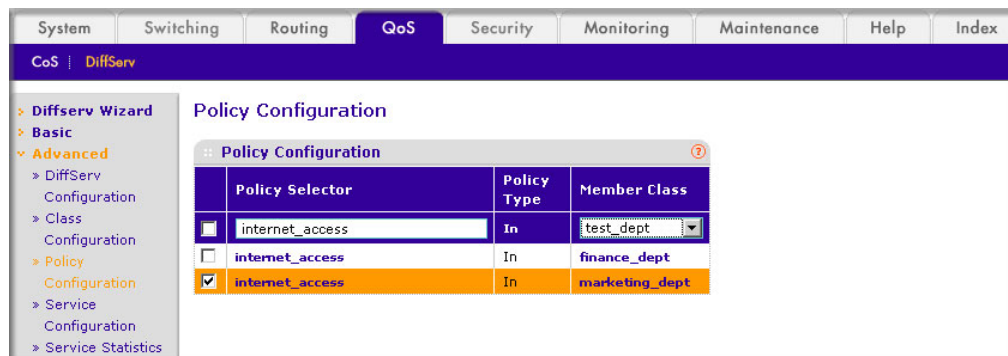 System Switching Routing QoS Security Monitoring Maintenance Help Index
CoS | DiffServ
Diffserv Wizard
Basic
Advanced
» DiffServ
Configuration
» Class
Configuration
» Policy
Configuration
» Service
Configuration
» Service Statistics
Policy Configuration
Policy Configuration ?
Policy Selector Policy Type Member Class
internet_access In test_dept
internet_access In finance_dept
internet_access In marketing_dept